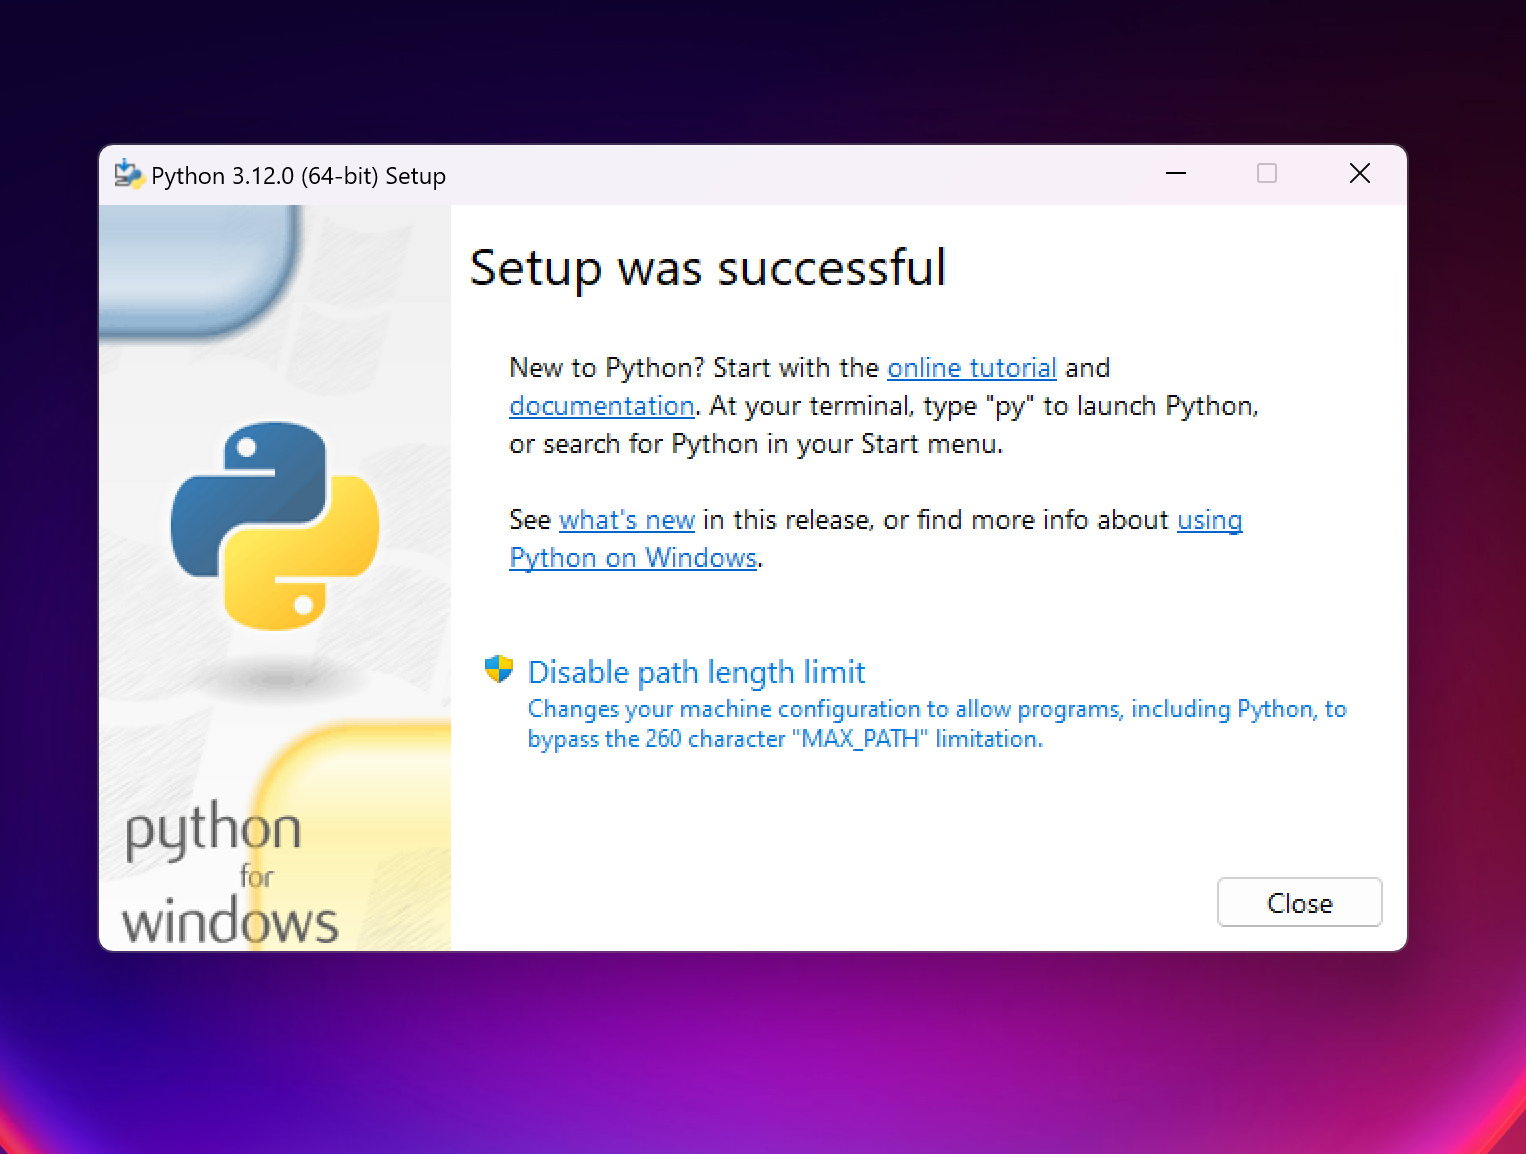 Python 3.12.0 (64-bit) Setup
Setup was successful
New to Python? Start with the online tutorial and
documentation. At your terminal, type "py" to launch Python,
or search for Python in your Start menu.
See what's new in this release, or find more info about using
Python on Windows.
Disable path length limit
Changes your machine configuration to allow programs, including Python, to
bypass the 260 character "MAX_PATH" limitation.
python
for
windows
Close